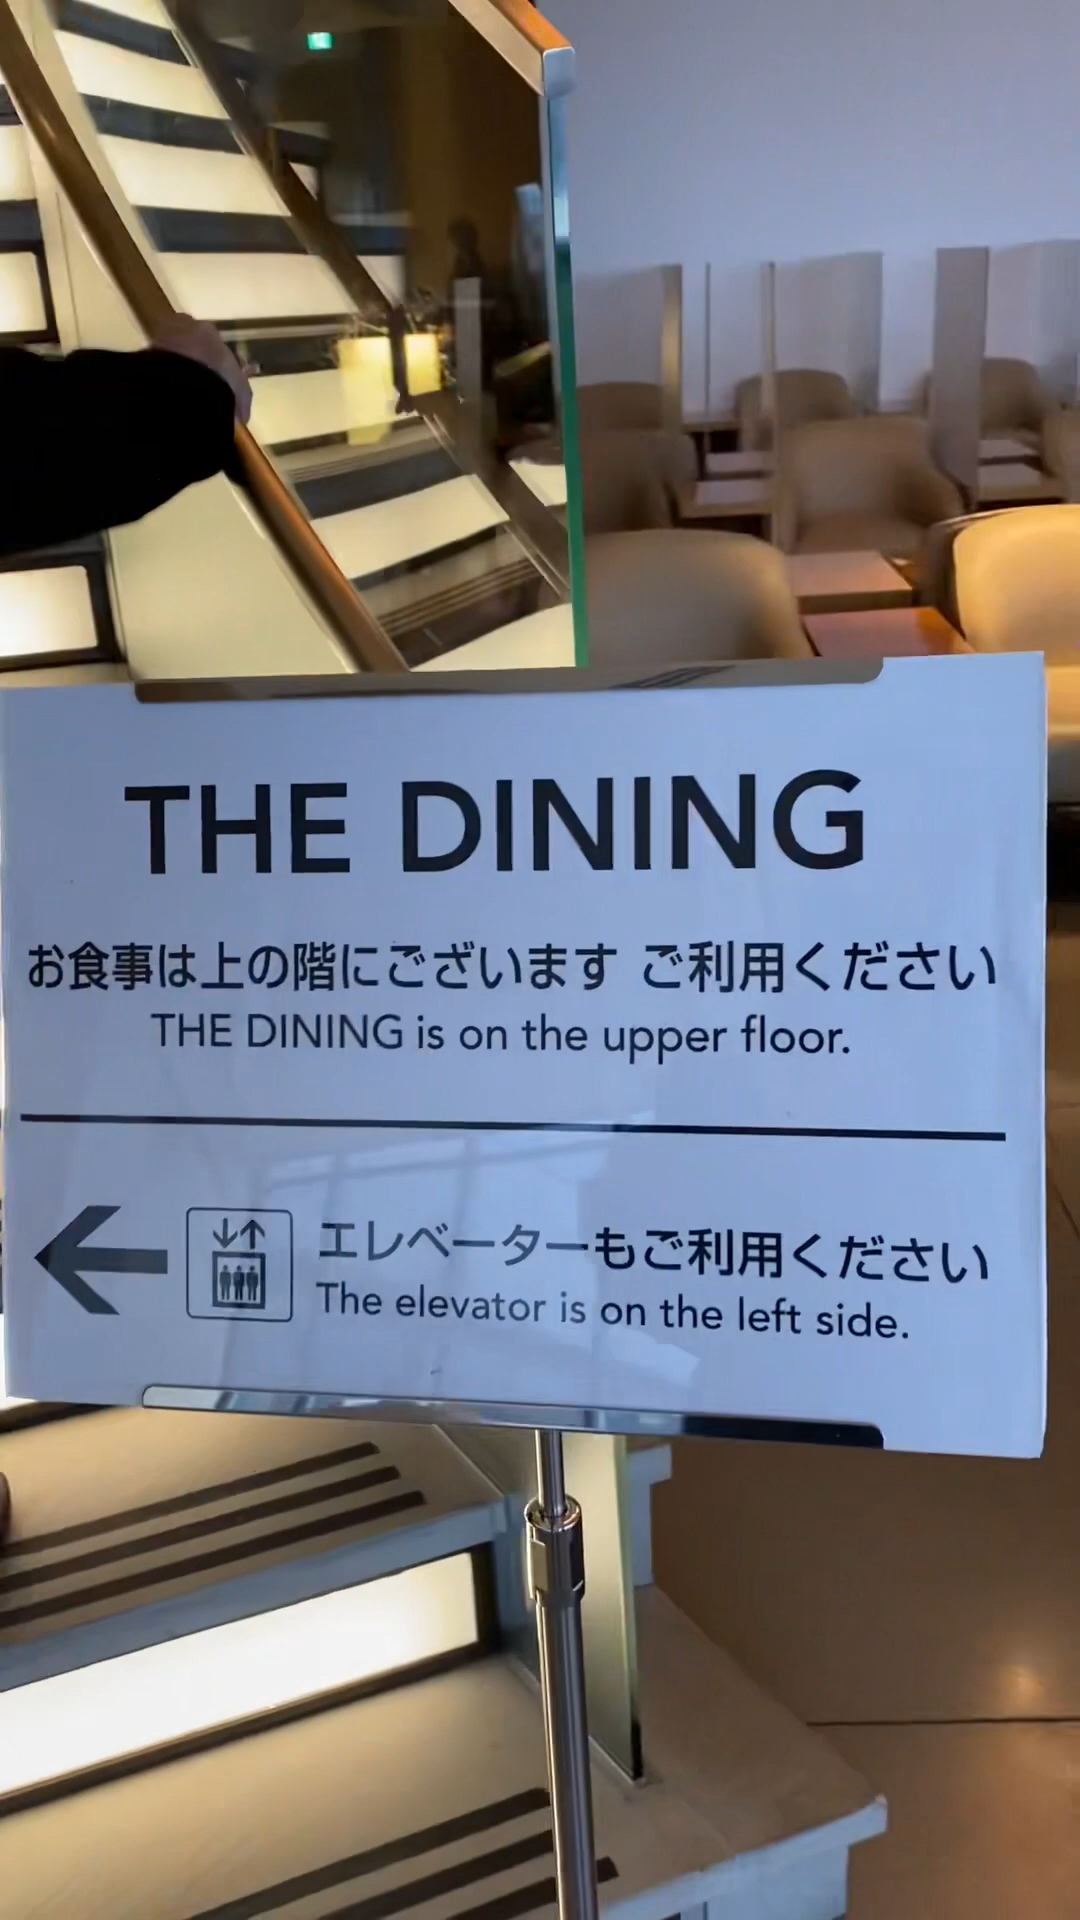 THE DINING
お食事は上の階にございます ご利用ください
THE DINING is on the upper floor.
エレベーターもご利用ください
The elevator is on the left side.